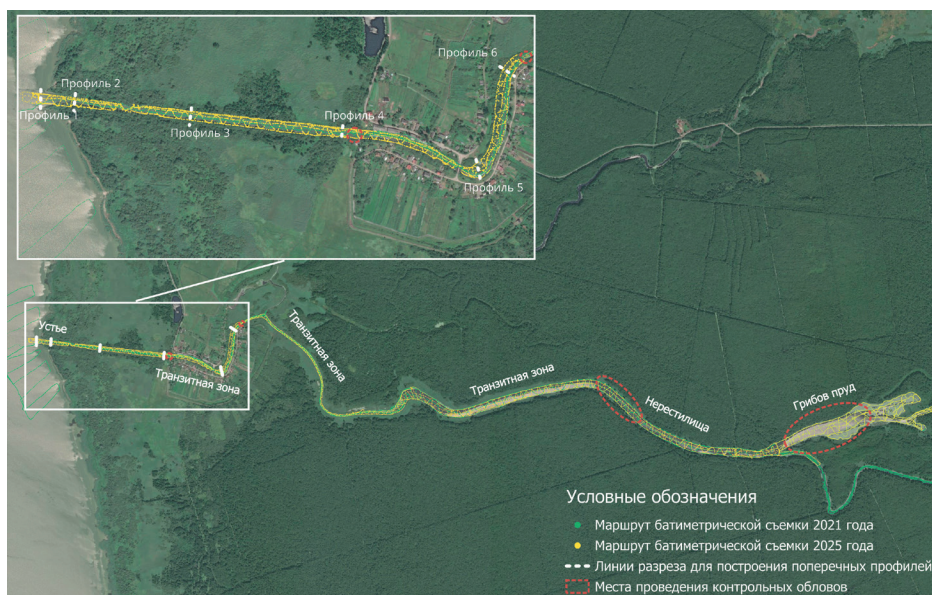 Профиль 6
Профиль 2
Профиль 1
Профиль 4
Профиль 3
Профиль 5
Устье
Транзитная зона
Транзитная зона
Транзитная зона
Нерестилища
Грибов пруд
Условные обозначения
Маршрут батиметрической съемки 2021 года
Маршрут батиметрической съемки 2025 года
Линии разреза для построения поперечных профилей
Места проведения контрольных обловов